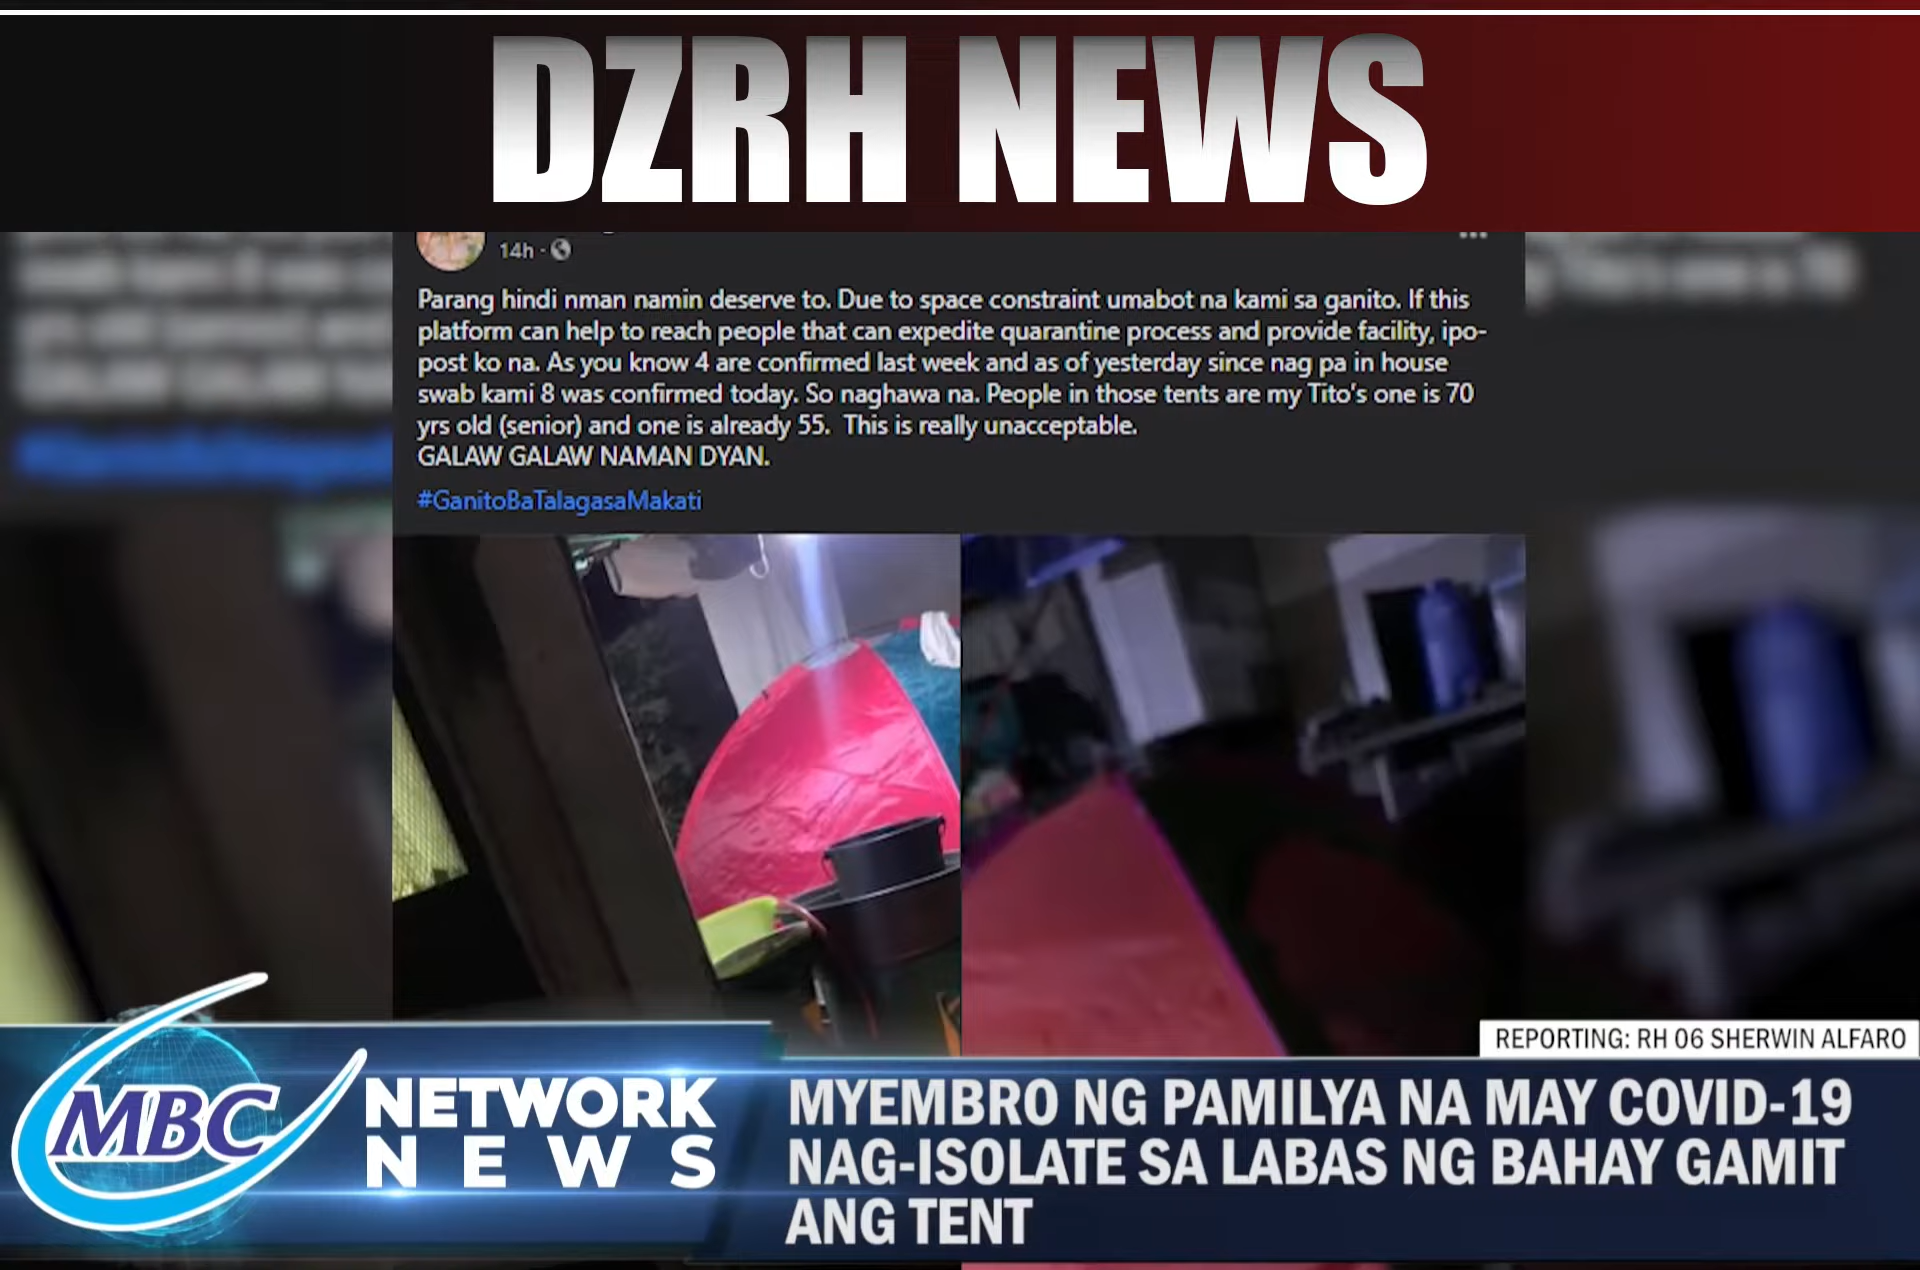 DZRH NEWS
14h ·
Parang hindi nman namin deserve to. Due to space constraint umabot na kami sa ganito. If this
platform can help to reach people that can expedite quarantine process and provide facility, ipo-
post ko na. As you know 4 are confirmed last week and as of yesterday since nag pa in house
swab kami 8 was confirmed today. So naghawa na. People in those tents are my Tito's one is 70
yrs old (senior) and one is already 55.  This is really unacceptable.
GALAW GALAW NAMAN DYAN.
#GanitoBaTalagasaMakati
REPORTING: RH 06 SHERWIN ALFARO
MBC
NETWORK
NEWS
MYEMBRO NG PAMILYA NA MAY COVID-19
NAG-ISOLATE SA LABAS NG BAHAY GAMIT
ANG TENT